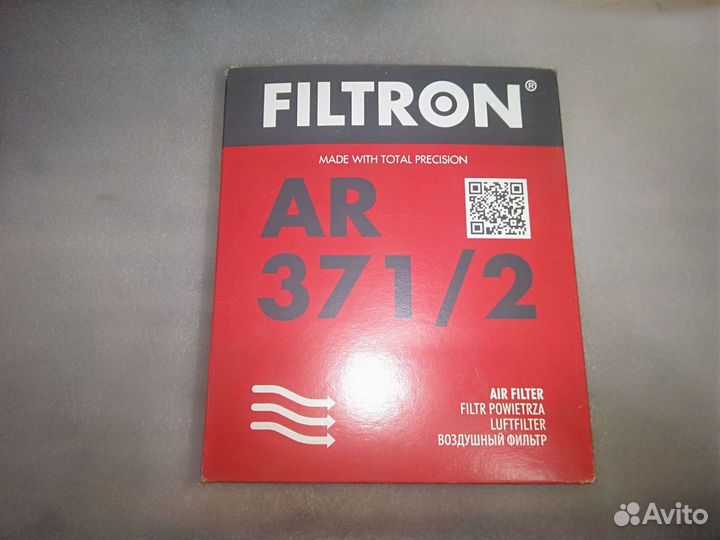 FILTRON®
MADE WITH TOTAL PRECISION
AR
371/2
AIR FILTER
FILTR POWIETRZA
LUFTFILTER
ВОЗДУШНЫЙ ФИЛЬТР
Avito